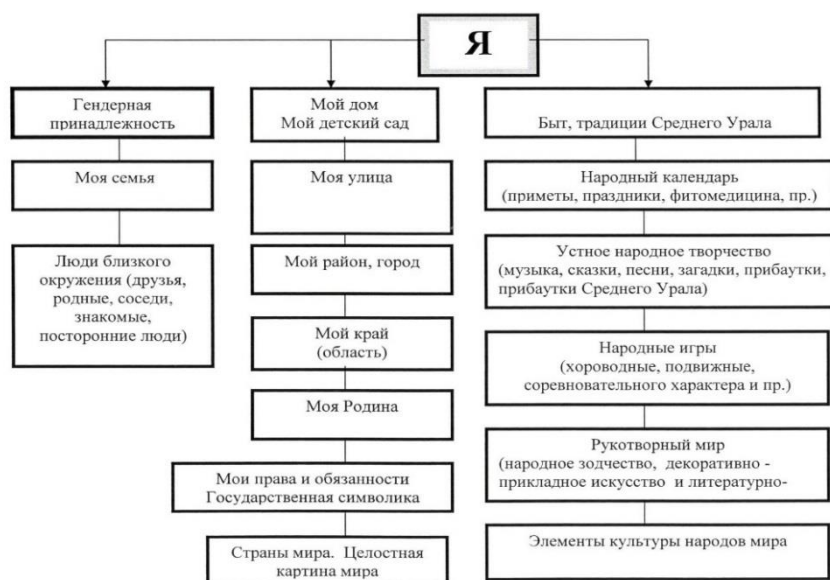 Я
Гендерная
принадлежность
Моя семья
Люди близкого
окружения (друзья,
родные, соседи,
знакомые,
посторонние люди)
Мой дом
Мой детский сад
Моя улица
Мой район, город
Мой край
(область)
Моя Родина
Мои права и обязанности
Государственная символика
Страны мира. Целостная
картина мира
Быт, традиции Среднего Урала
Народный календарь
(приметы, праздники, фитомедицина, пр.)
Устное народное творчество
(музыка, сказки, песни, загадки, прибаутки,
прибаутки Среднего Урала)
Народные игры
(хороводные, подвижные,
соревновательного характера и пр.)
Рукотворный мир
(народное зодчество, декоративно -
прикладное искусство и литературно-
Элементы культуры народов мира